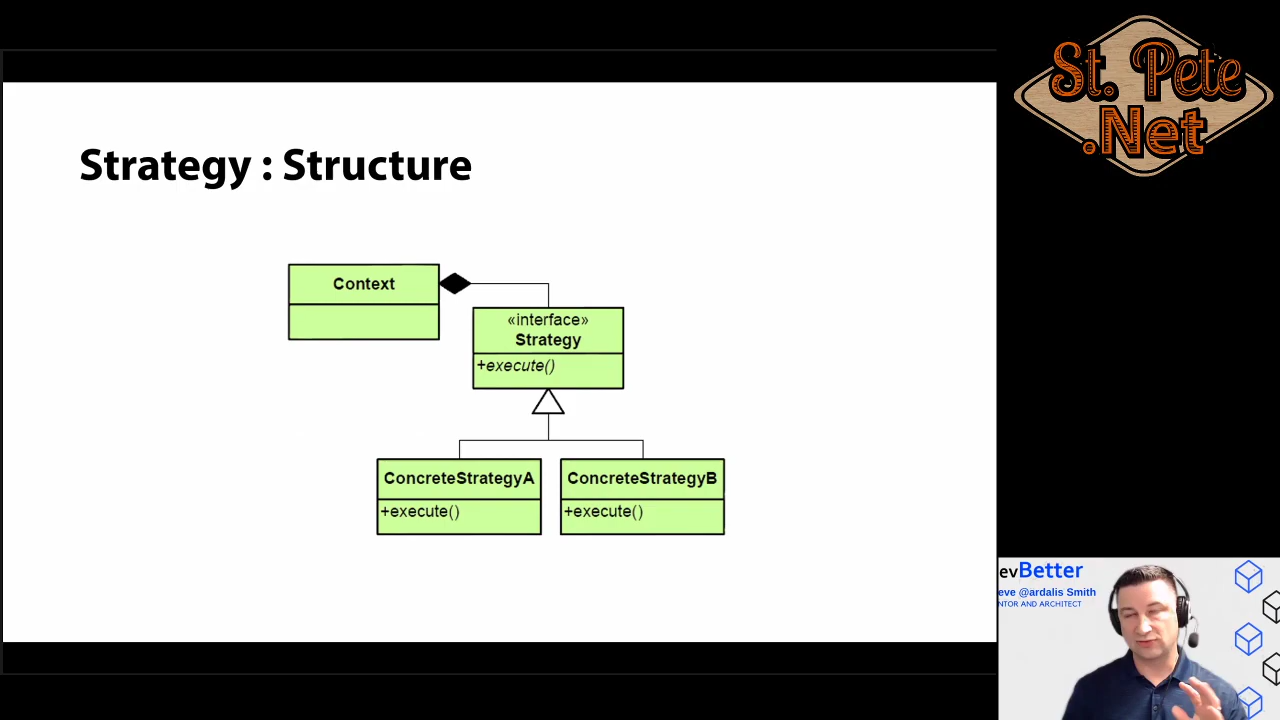 Strategy : Structure
Context
«interface»
Strategy
+execute()
ConcreteStrategyA
+execute()
ConcreteStrategyB
+execute()
St. Pete
.Net
evBetter
eve @ardalis Smith
NTOR AND ARCHITECT